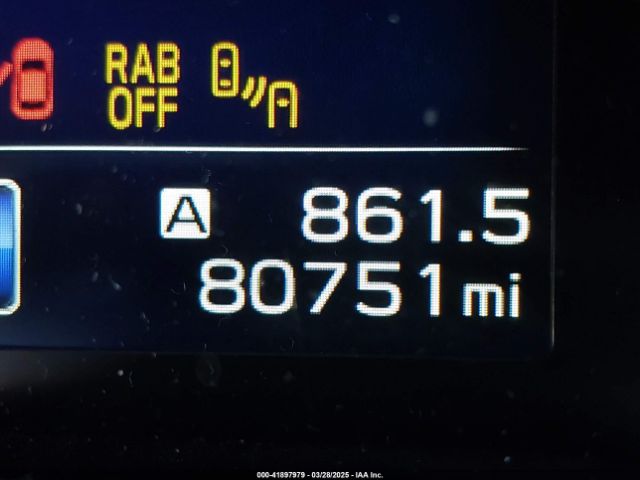 RAB
OFF
A 861.5
80751 mi
000-41897979 - 03/28/2025 - IAA Inc.